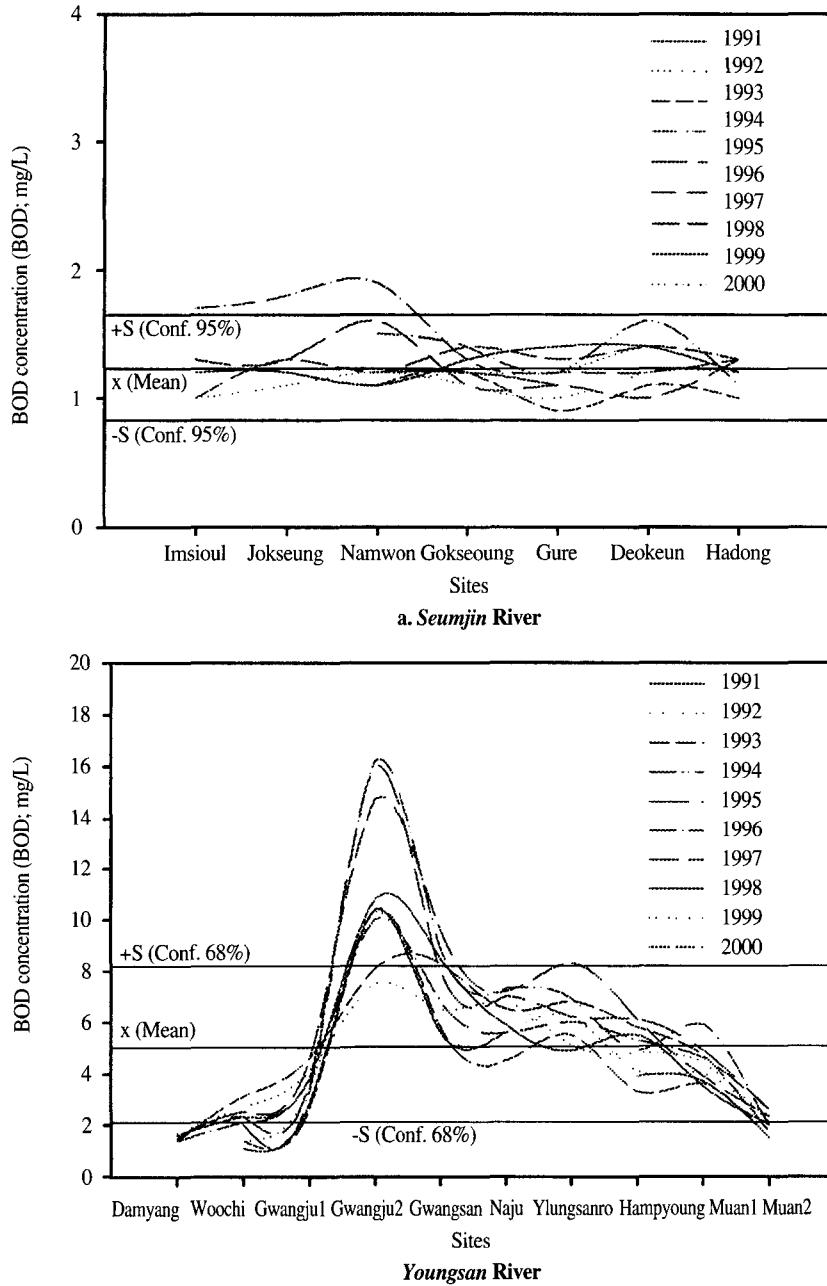 4
3
2
1
0
BOD concentration (BOD; mg/L)
1991
1992
1993
1994
1995
1996
1997
1998
1999
2000
+S (Conf. 95%)
x (Mean)
-S (Conf. 95%)
Imsioul Jokseung Namwon Gokseoung Gure Deokeun Hadong
Sites
a. Seumjin River
20
18
16
14
12
10
8
6
4
2
0
BOD concentration (BOD; mg/L)
1991
1992
1993
1994
1995
1996
1997
1998
1999
2000
+S (Conf. 68%)
x (Mean)
-S (Conf. 68%)
Damyang Woochi Gwangju1 Gwangju2 Gwangsan Naju Ylungsanro Hampyoung Muan1 Muan2
Sites
Youngsan River